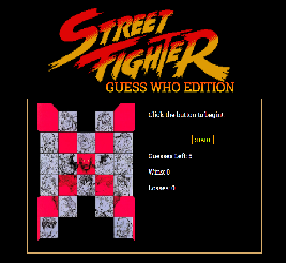 STREET
FIGHTER
GUESS WHO EDITION
Click the button to begin!
START
Guesses Left: 5
Wins: 0
Losses: 0